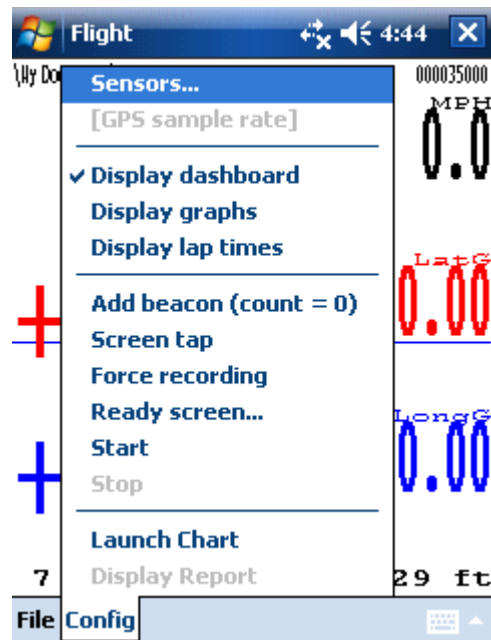 Flight 4:44
\My Do 000035000
Sensors...
MPH
[GPS sample rate]
0.0
Display dashboard
Display graphs
Display lap times
LatG
0.00
Add beacon (count = 0)
Screen tap
Force recording
Ready screen...
LongG
Start
0.00
Stop
Launch Chart
7 Display Report 29 ft
File Config